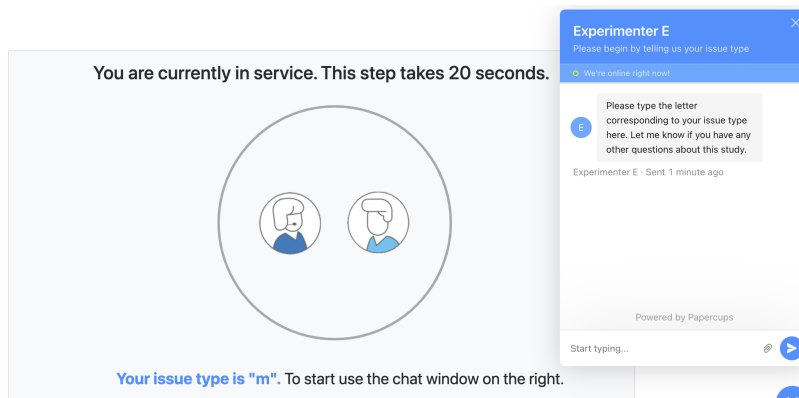 You are currently in service. This step takes 20 seconds.
Your issue type is "m". To start use the chat window on the right.
Experimenter E
Please begin by telling us your issue type
We're online right now!
E
Please type the letter
corresponding to your issue type
here. Let me know if you have any
other questions about this study.
Experimenter E · Sent 1 minute ago
Powered by Papercups
Start typing...